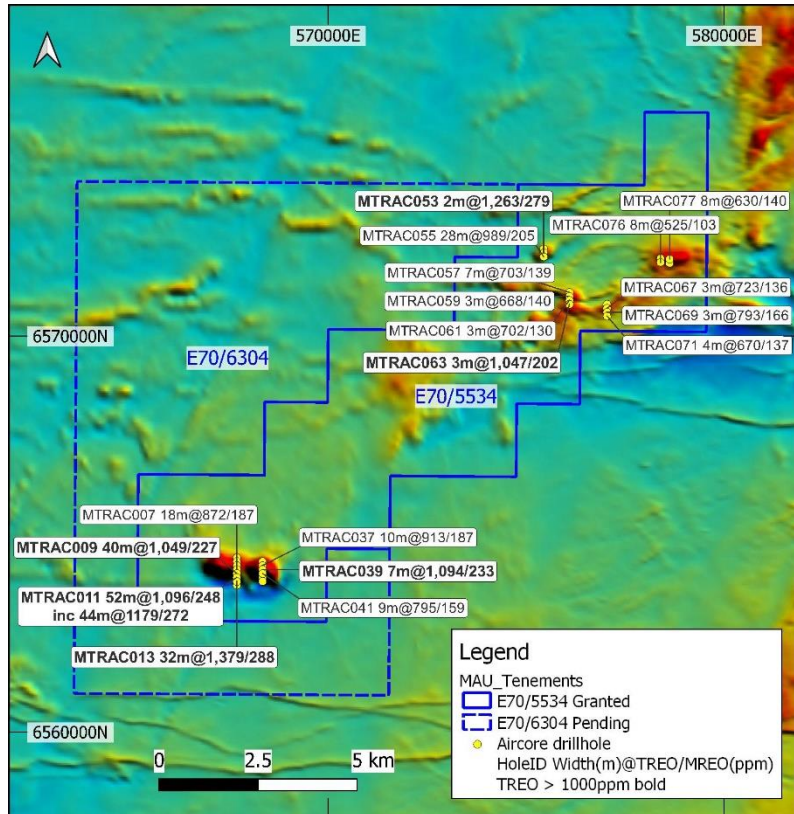 570000E
580000E
MTRAC053 2m@1,263/279
MTRAC077 8m@630/140
MTRAC076 8m@525/103
MTRAC055 28m@989/205
MTRAC057 7m@703/139
MTRAC067 3m@723/136
MTRAC059 3m@668/140
MTRAC069 3m@793/166
MTRAC061 3m@702/130
6570000N
MTRAC071 4m@670/137
E70/6304
MTRAC063 3m@1,047/202
E70/5534
MTRAC007 18m@872/187
MTRAC037 10m@913/187
MTRAC009 40m@1,049/227
MTRAC039 7m@1,094/233
MTRAC011 52m@1,096/248
inc 44m@1179/272
MTRAC041 9m@795/159
MTRAC013 32m@1,379/288
6560000N
0 2.5 5 km
Legend
MAU_Tenements
E70/5534 Granted
E70/6304 Pending
Aircore drillhole
HoleID Width(m)@TREO/MREO(ppm)
TREO > 1000ppm bold